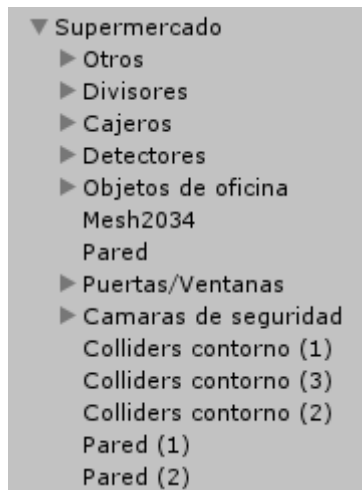 Supermercado
Otros
Divisores
Cajeros
Detectores
Objetos de oficina
Mesh2034
Pared
Puertas/Ventanas
Camaras de seguridad
Colliders contorno (1)
Colliders contorno (3)
Colliders contorno (2)
Pared (1)
Pared (2)